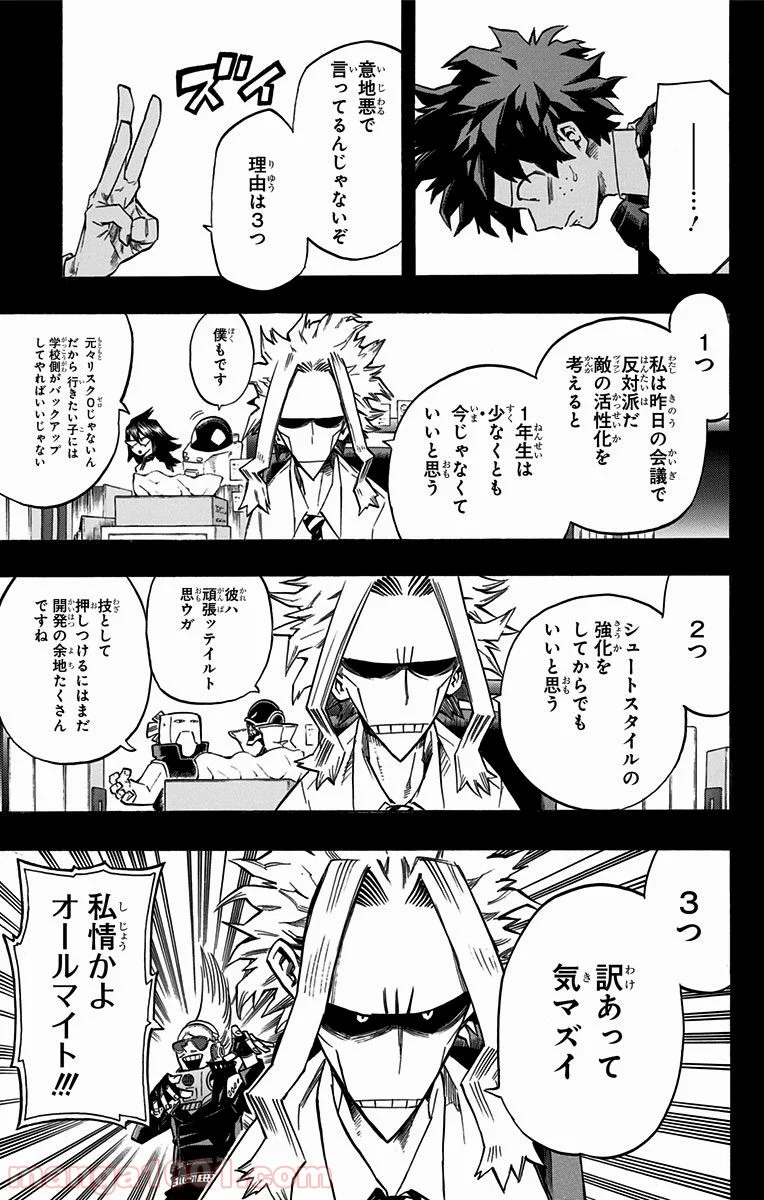 ………！
意地悪で
言ってるんじゃないぞ
理由は３つ
ズイ
１つ
私は昨日の会議で
反対派だ
敵の活性化を
考えると
１年生は
少なくとも
今じゃなくて
いいと思う
僕もです
元々リスク０じゃないん
だから 行きたい子には
学校側がバックアップ
してやればいいじゃない
２つ
シュートスタイルの
強化を
してからでも
いいと思う
彼ハ
頑張ッテイルト
思ウガ
技として
押しつけるにはまだ
開発の余地たくさん
ですね
３つ
訳あって
気マズイ
私情かよ
オールマイト!!!